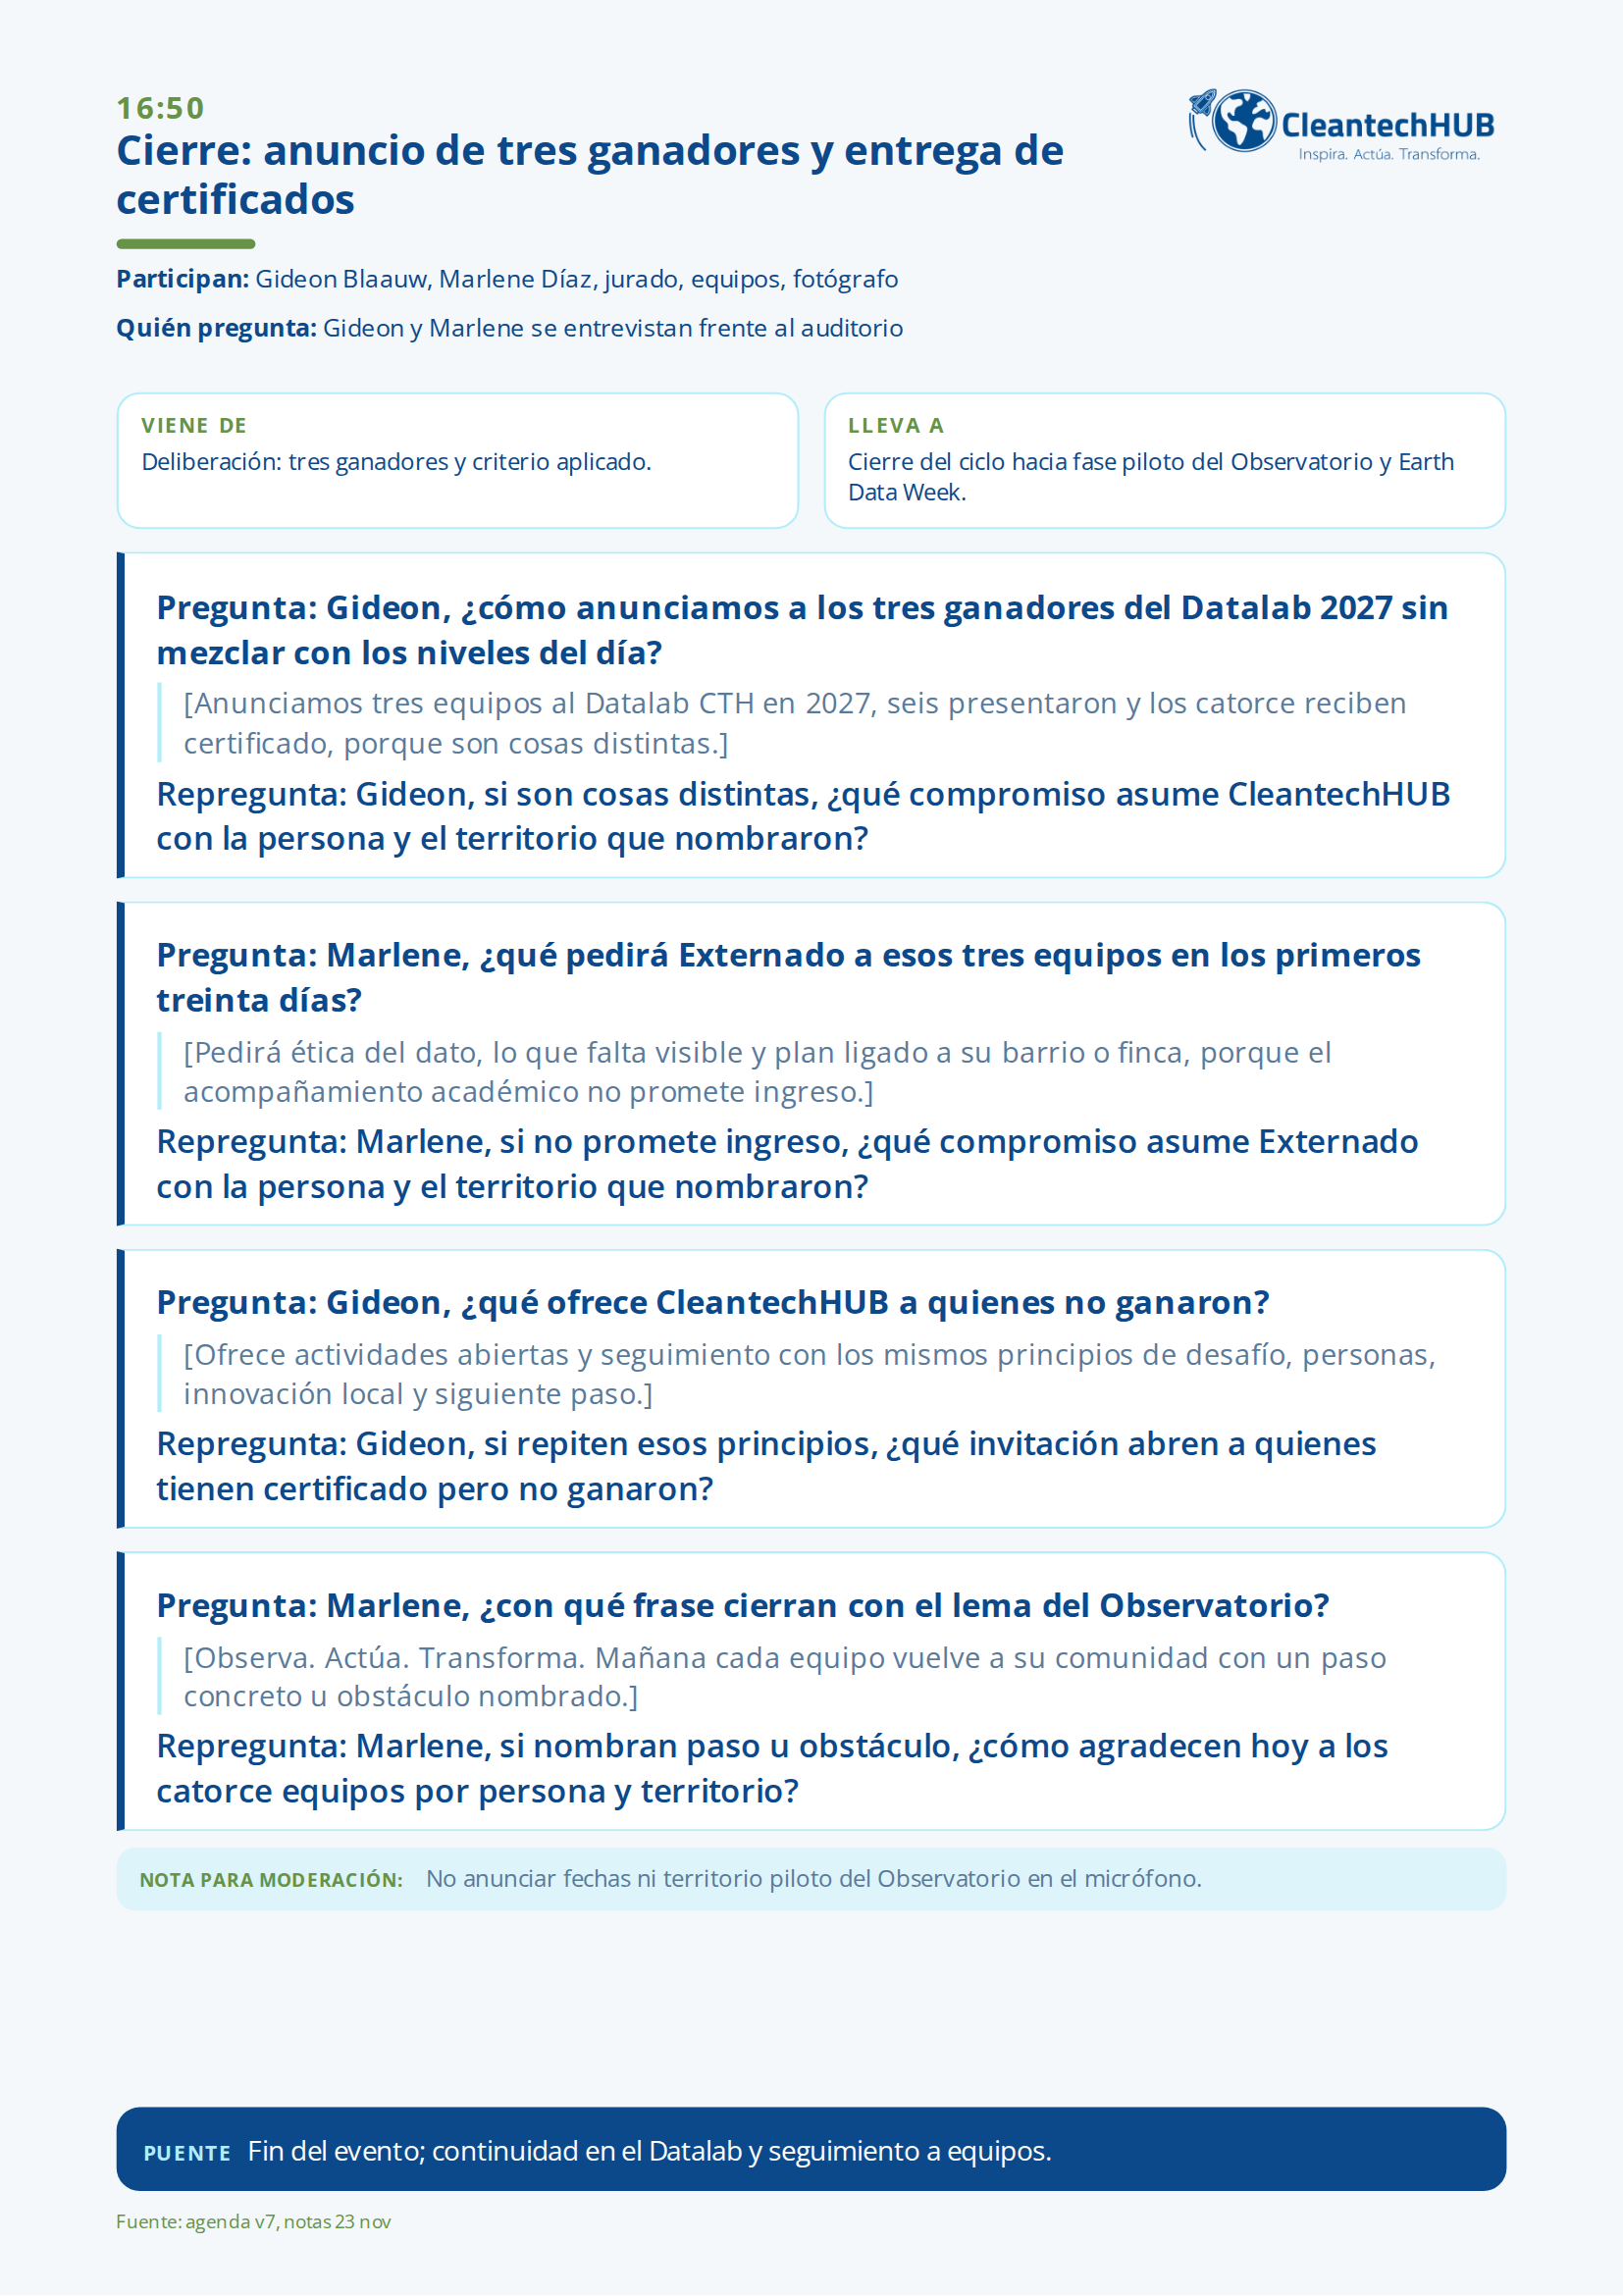 16:50
Cierre: anuncio de tres ganadores y entrega de
certificados
CleantechHUB
Inspira. Actúa. Transforma.
Participan: Gideon Blaauw, Marlene Díaz, jurado, equipos, fotógrafo
Quién pregunta: Gideon y Marlene se entrevistan frente al auditorio
VIENE DE
Deliberación: tres ganadores y criterio aplicado.
LLEVA A
Cierre del ciclo hacia fase piloto del Observatorio y Earth
Data Week.
Pregunta: Gideon, ¿cómo anunciamos a los tres ganadores del Datalab 2027 sin
mezclar con los niveles del día?
[Anunciamos tres equipos al Datalab CTH en 2027, seis presentaron y los catorce reciben
certificado, porque son cosas distintas.]
Repregunta: Gideon, si son cosas distintas, ¿qué compromiso asume CleantechHUB
con la persona y el territorio que nombraron?
Pregunta: Marlene, ¿qué pedirá Externado a esos tres equipos en los primeros
treinta días?
[Pedirá ética del dato, lo que falta visible y plan ligado a su barrio o finca, porque el
acompañamiento académico no promete ingreso.]
Repregunta: Marlene, si no promete ingreso, ¿qué compromiso asume Externado
con la persona y el territorio que nombraron?
Pregunta: Gideon, ¿qué ofrece CleantechHUB a quienes no ganaron?
[Ofrece actividades abiertas y seguimiento con los mismos principios de desafío, personas,
innovación local y siguiente paso.]
Repregunta: Gideon, si repiten esos principios, ¿qué invitación abren a quienes
tienen certificado pero no ganaron?
Pregunta: Marlene, ¿con qué frase cierran con el lema del Observatorio?
[Observa. Actúa. Transforma. Mañana cada equipo vuelve a su comunidad con un paso
concreto u obstáculo nombrado.]
Repregunta: Marlene, si nombran paso u obstáculo, ¿cómo agradecen hoy a los
catorce equipos por persona y territorio?
NOTA PARA MODERACIÓN: No anunciar fechas ni territorio piloto del Observatorio en el micrófono.
PUENTE Fin del evento; continuidad en el Datalab y seguimiento a equipos.
Fuente: agenda v7, notas 23 nov